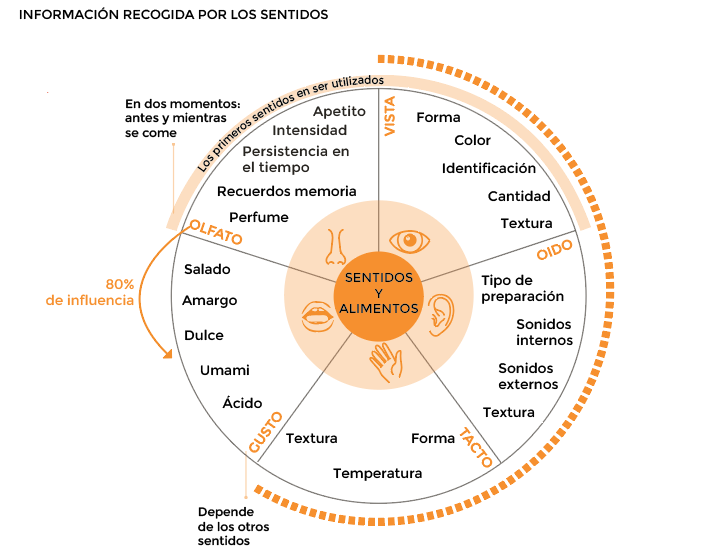 INFORMACIÓN RECOGIDA POR LOS SENTIDOS
Los primeros sentidos en ser utilizados
En dos momentos:
antes y mientras
se come
OLFATO
Apetito
Intensidad
Persistencia en
el tiempo
Recuerdos memoria
Perfume
VISTA
Forma
Color
Identificación
Cantidad
Textura
OIDO
Tipo de
preparación
Sonidos
internos
Sonidos
externos
Textura
TACTO
Forma
Textura
Temperatura
GUSTO
Salado
Amargo
Dulce
Umami
Ácido
80%
de influencia
Depende
de los otros
sentidos
SENTIDOS
Y
ALIMENTOS